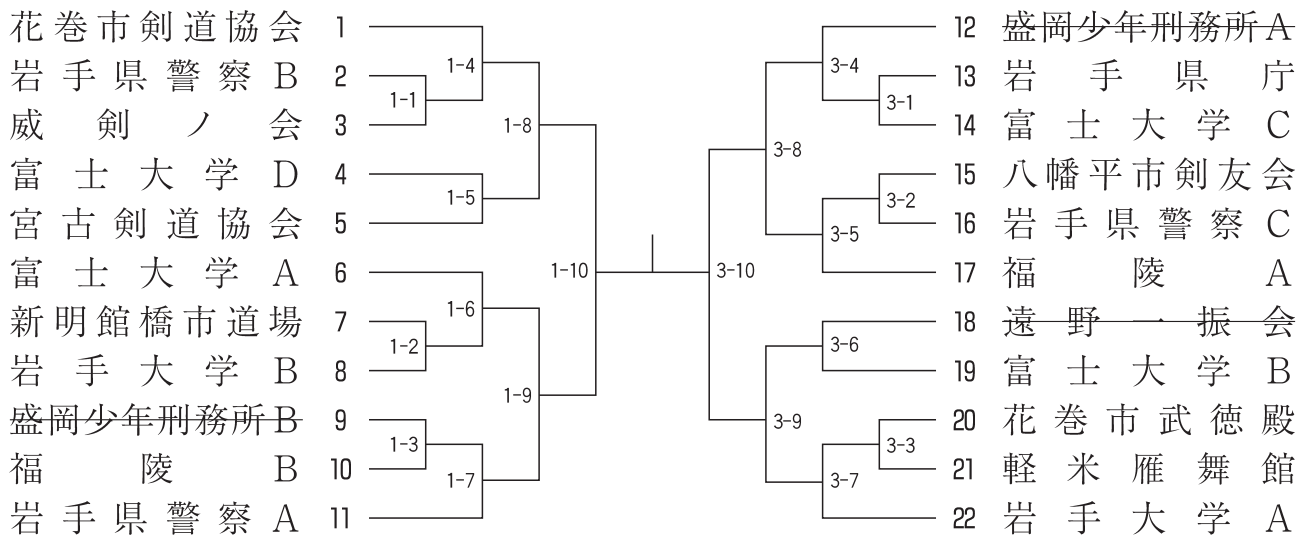 花巻市剣道協会 1
岩手県警察B 2
威剣ノ会 3
富士大学D 4
宮古剣道協会 5
富士大学A 6
新明館橋市道場 7
岩手大学B 8
盛岡少年刑務所B 9
福陵B 10
岩手県警察A 11
1-4
1-1
1-8
1-5
1-10
1-6
1-2
1-9
1-3
1-7
3-4
3-1
3-8
3-2
3-5
3-10
3-6
3-9
3-3
3-7
12 盛岡少年刑務所A
13 岩手県庁
14 富士大学C
15 八幡平市剣友会
16 岩手県警察C
17 福陵A
18 遠野一振会
19 富士大学B
20 花巻市武徳殿
21 軽米雁舞館
22 岩手大学A